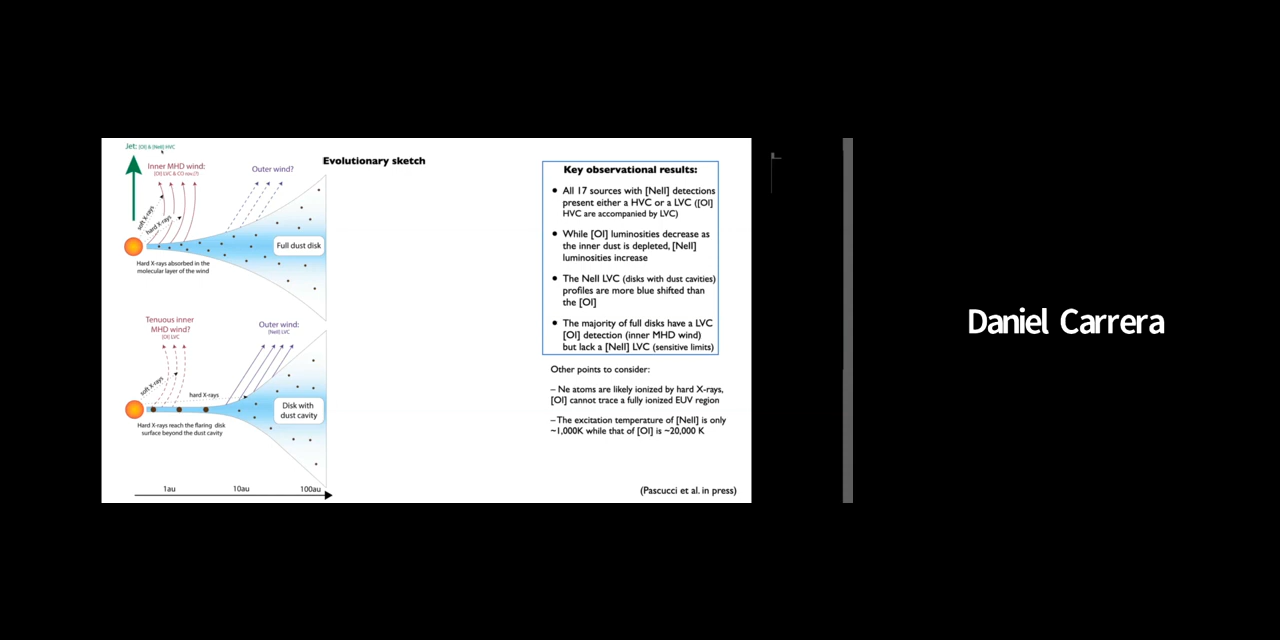 Jet: [OI] & [NeII] HVC
Evolutionary sketch
Inner MHD wind:
[OI] LVC & CO
Outer wind?
soft X-rays
hard X-rays
Full dust disk
Hard X-rays absorbed in the
molecular layer of the wind
Tenuous inner
MHD wind?
[OI] LVC
Outer wind:
[NeII] LVC
soft X-rays
hard X-rays
Disk with
dust cavity
Hard X-rays reach the flaring disk
surface beyond the dust cavity
1au
10au
100au
Key observational results:
• All 17 sources with [NeII] detections
present either a HVC or a LVC ([OI]
HVC are accompanied by LVC)
• While [OI] luminosities decrease as
the inner dust is depleted, [NeII]
luminosities increase
• The NeII LVC (disks with dust cavities)
profiles are more blue shifted than
the [OI]
• The majority of full disks have a LVC
[OI] detection (inner MHD wind)
but lack a [NeII] LVC (sensitive limits)
Other points to consider:
– Ne atoms are likely ionized by hard X-rays,
[OI] cannot trace a fully ionized EUV region
– The excitation temperature of [NeII] is only
~1,000K while that of [OI] is ~20,000 K
(Pascucci et al. in press)
Daniel Carrera